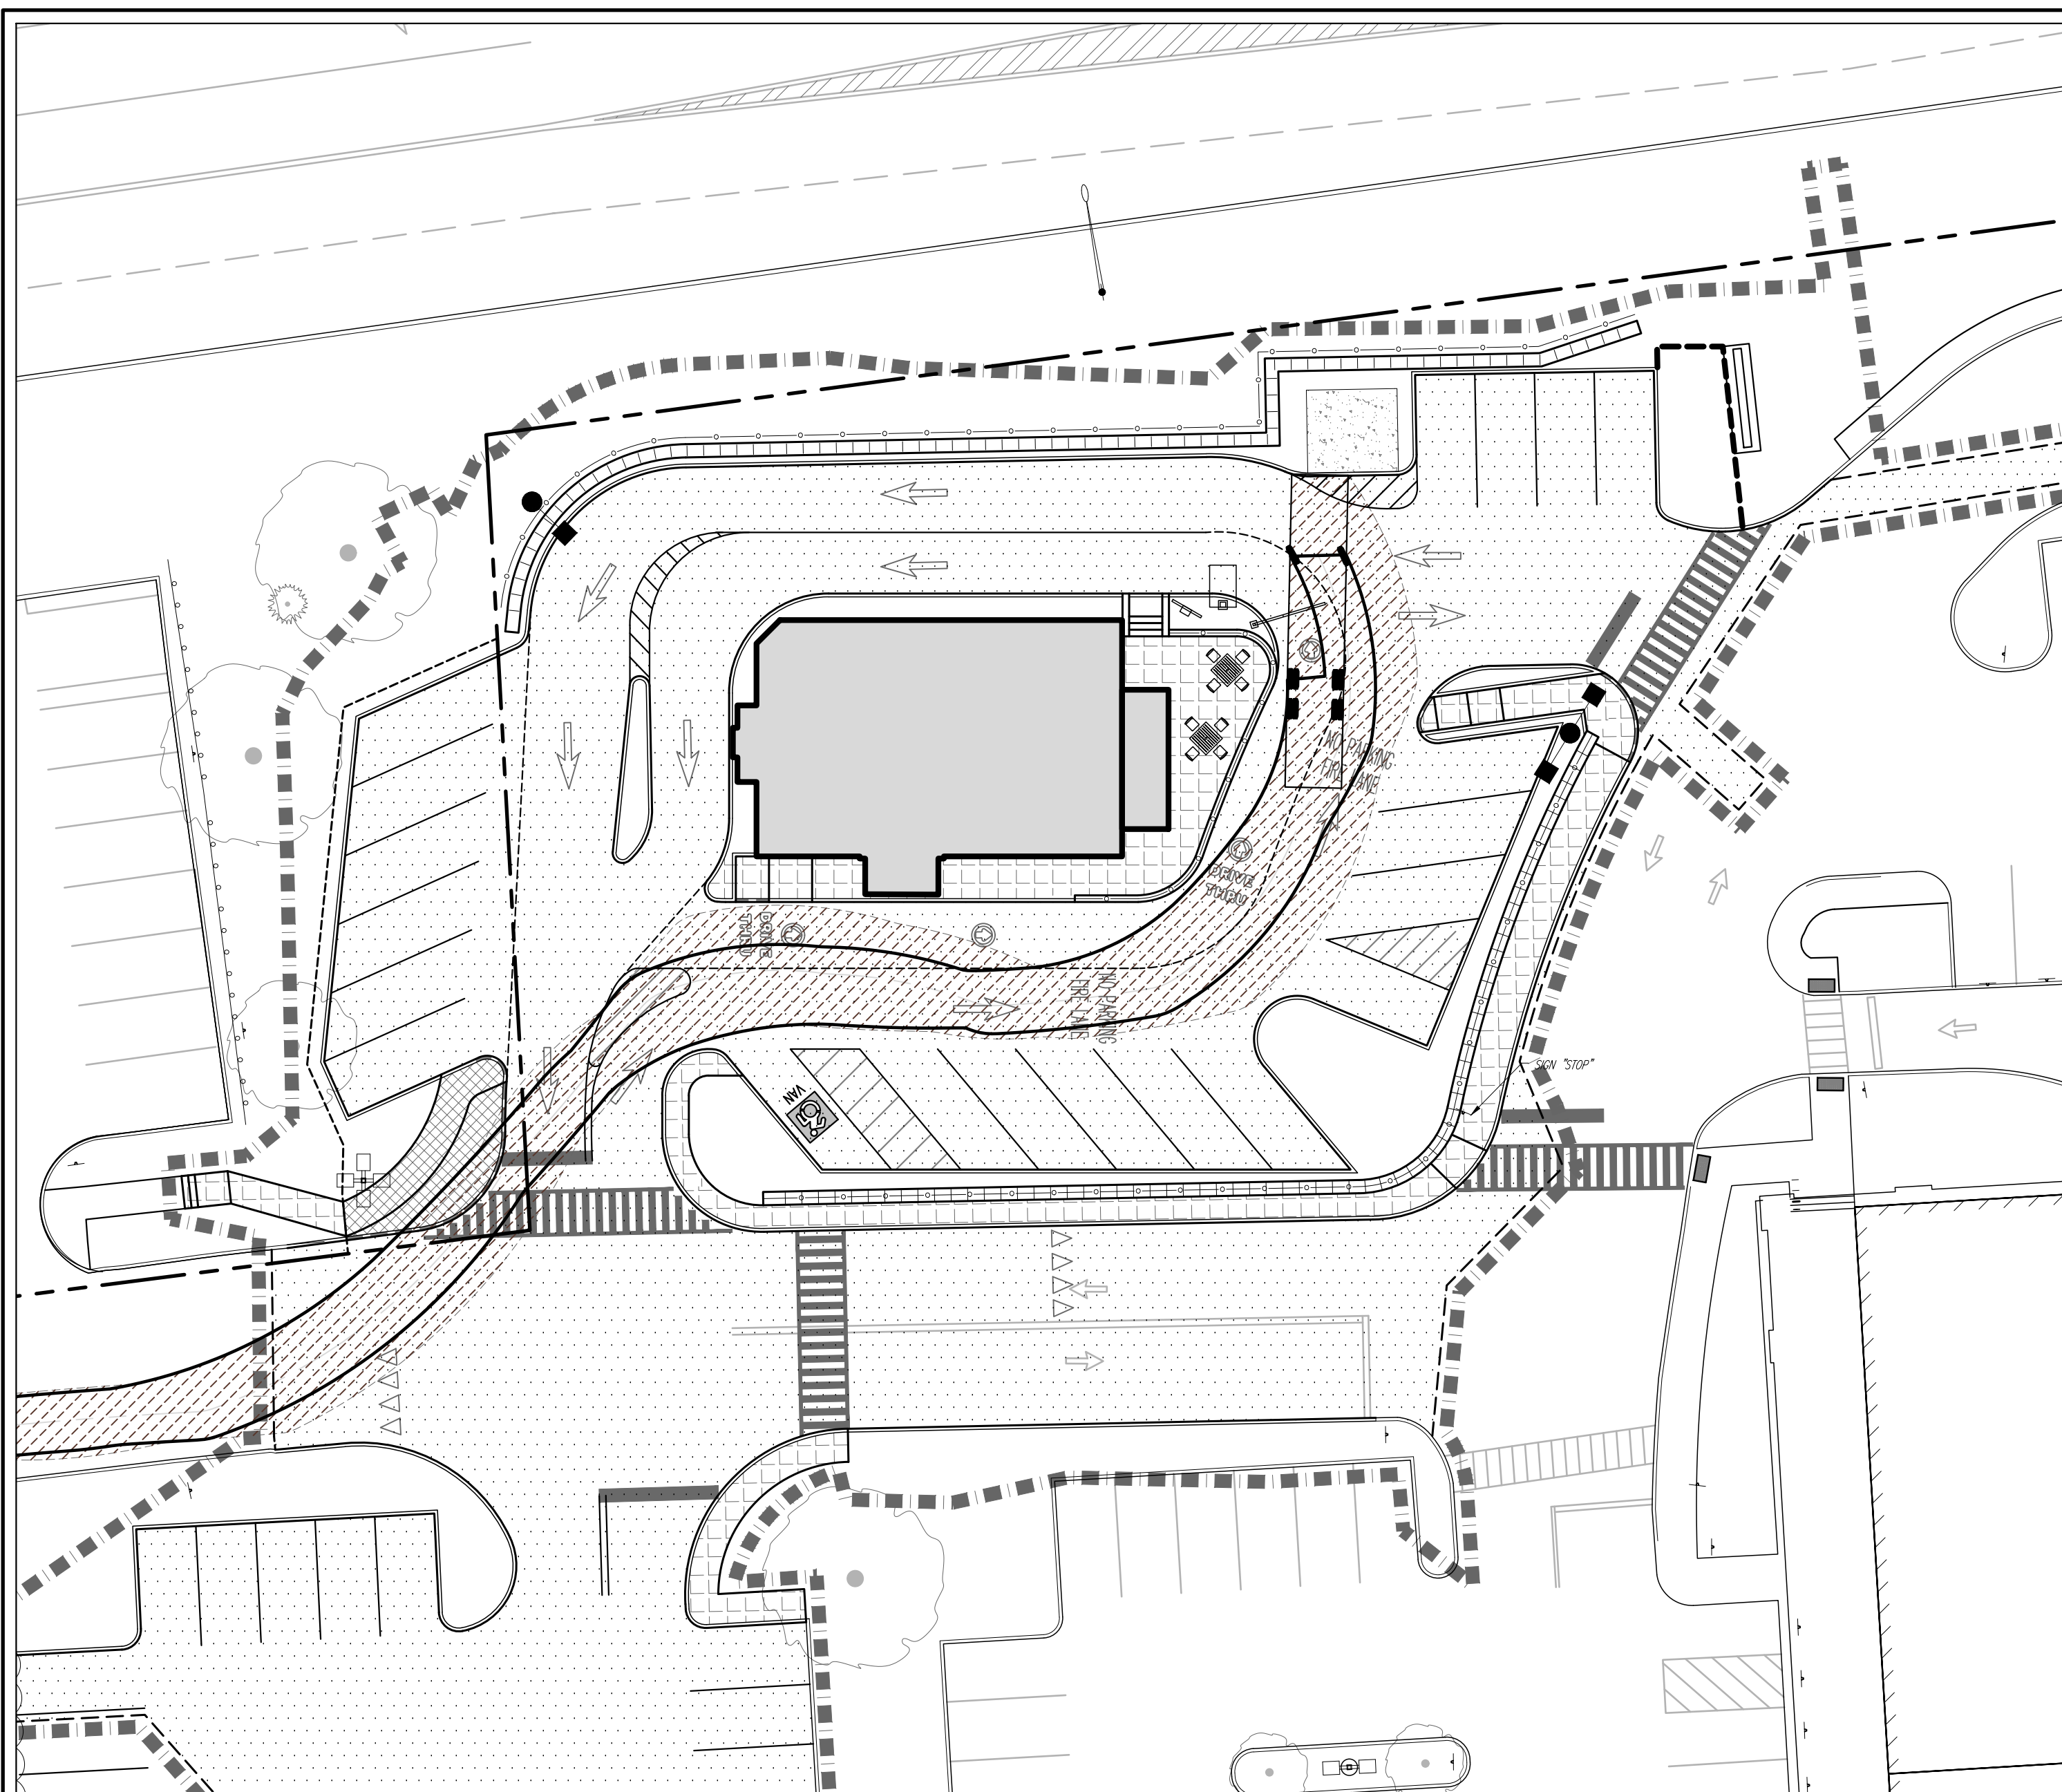 NO PARKING
FIRE LANE
DRIVE
THRU
DRIVE
THRU
NO PARKING
FIRE LANE
SIGN "STOP"
VAN